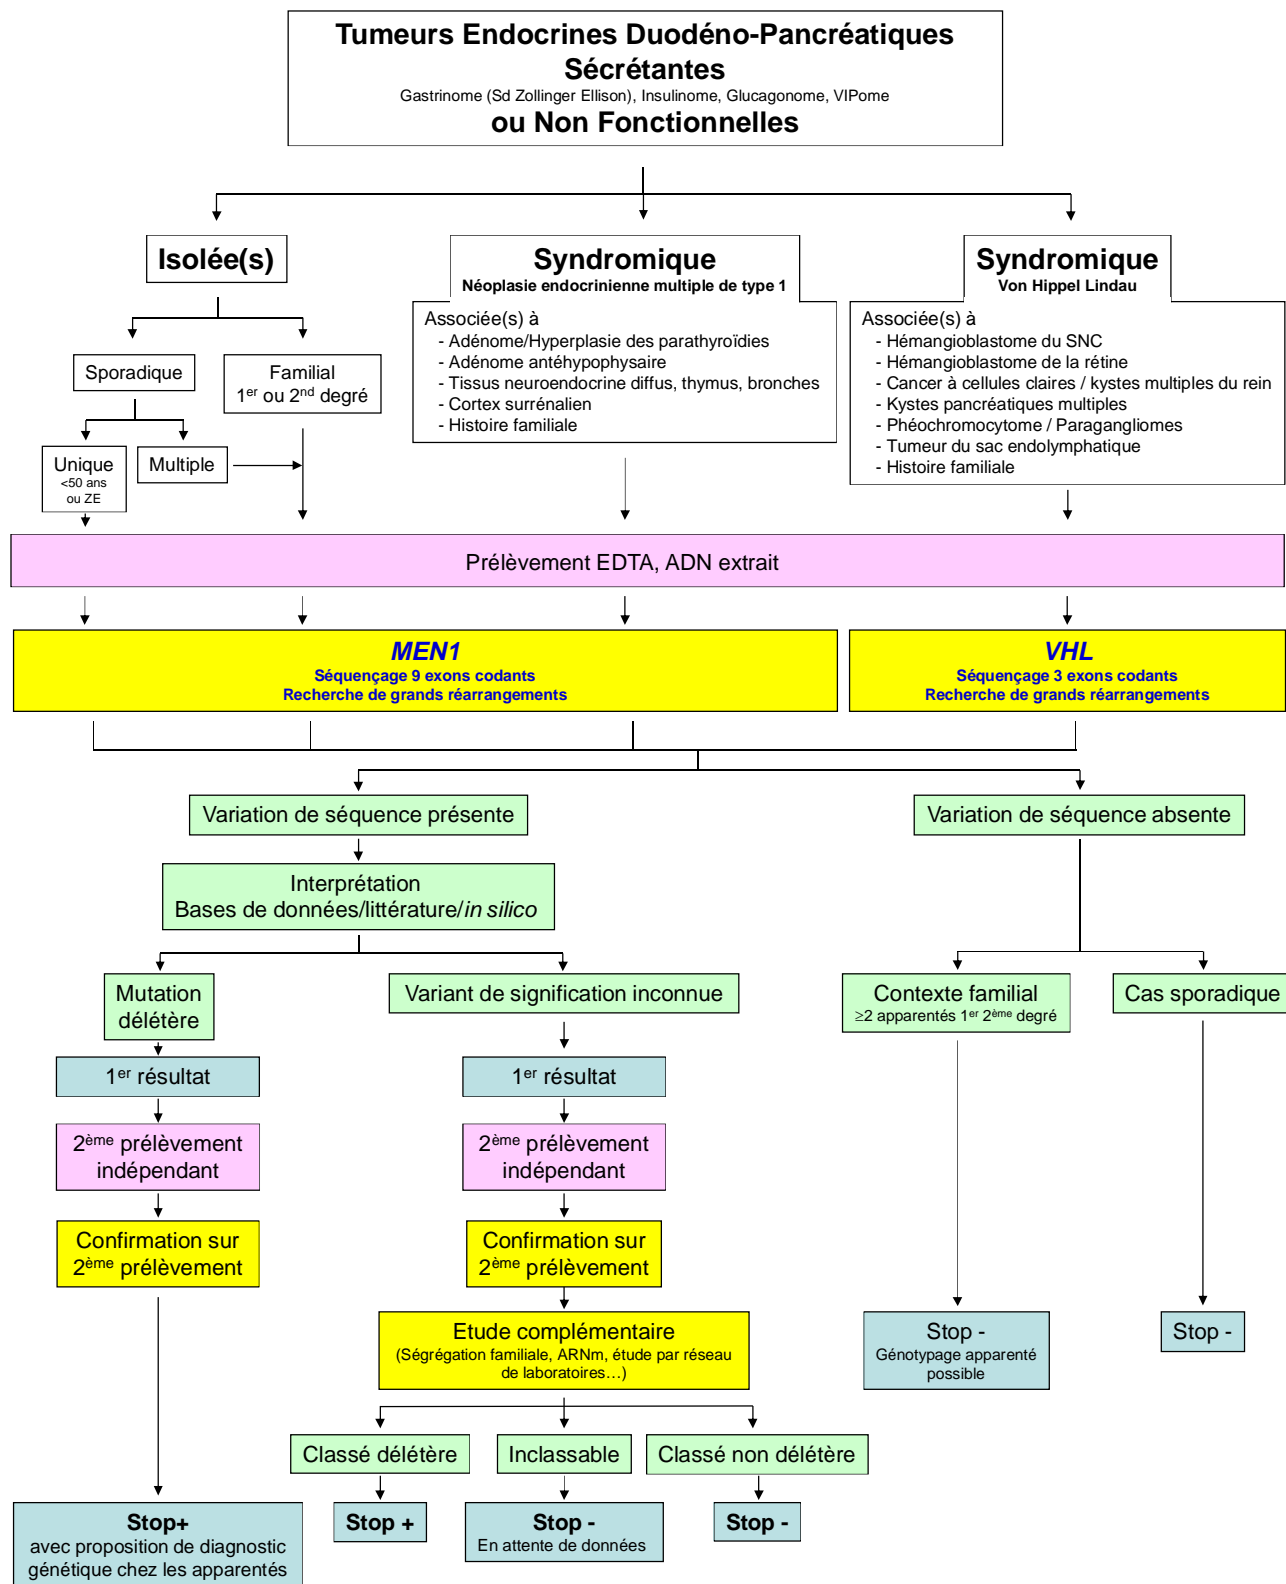 Tumeurs Endocrines Duodéno-Pancréatiques
Sécrétantes
Gastrinome (Sd Zollinger Ellison), Insulinome, Glucagonome, VIPome
ou Non Fonctionnelles
Isolée(s)
Syndromique
Néoplasie endocrinienne multiple de type 1
Syndromique
Von Hippel Lindau
Associée(s) à
- Adénome/Hyperplasie des parathyroïdies
- Adénome antéhypophysaire
- Tissus neuroendocrine diffus, thymus, bronches
- Cortex surrénalien
- Histoire familiale
Associée(s) à
- Hémangioblastome du SNC
- Hémangioblastome de la rétine
- Cancer à cellules claires / kystes multiples du rein
- Kystes pancréatiques multiples
- Phéochromocytome / Paragangliomes
- Tumeur du sac endolymphatique
- Histoire familiale
Sporadique
Familial
1er ou 2nd degré
Unique
<50 ans
ou ZE
Multiple
Prélèvement EDTA, ADN extrait
MEN1
Séquençage 9 exons codants
Recherche de grands réarrangements
VHL
Séquençage 3 exons codants
Recherche de grands réarrangements
Variation de séquence présente
Variation de séquence absente
Interprétation
Bases de données/littérature/in silico
Mutation
délétère
Variant de signification inconnue
Contexte familial
≥2 apparentés 1er 2ème degré
Cas sporadique
1er résultat
1er résultat
2ème prélèvement
indépendant
2ème prélèvement
indépendant
Confirmation sur
2ème prélèvement
Confirmation sur
2ème prélèvement
Etude complémentaire
(Ségrégation familiale, ARNm, étude par réseau
de laboratoires…)
Stop -
Génotypage apparenté
possible
Stop -
Classé délétère
Inclassable
Classé non délétère
Stop+
avec proposition de diagnostic
génétique chez les apparentés
Stop +
Stop -
En attente de données
Stop -